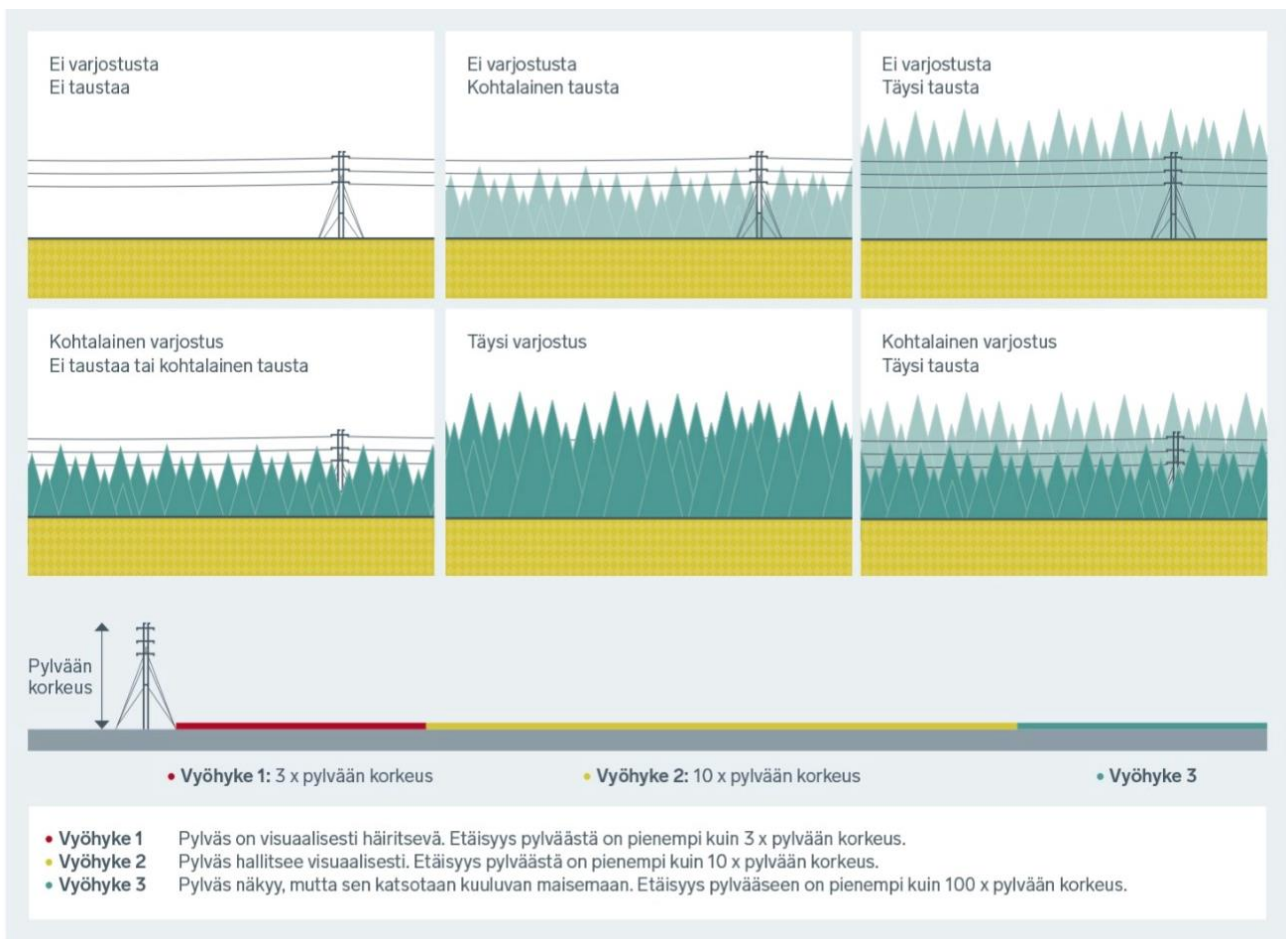 Ei varjostusta
Ei taustaa
Ei varjostusta
Kohtalainen tausta
Ei varjostusta
Täysi tausta
Kohtalainen varjostus
Ei taustaa tai kohtalainen tausta
Täysi varjostus
Kohtalainen varjostus
Täysi tausta
Pylvään
korkeus
• Vyöhyke 1: 3 x pylvään korkeus
• Vyöhyke 2: 10 x pylvään korkeus
• Vyöhyke 3
• Vyöhyke 1 Pylväs on visuaalisesti häiritsevä. Etäisyys pylväästä on pienempi kuin 3 x pylvään korkeus.
• Vyöhyke 2 Pylväs hallitsee visuaalisesti. Etäisyys pylväästä on pienempi kuin 10 x pylvään korkeus.
• Vyöhyke 3 Pylväs näkyy, mutta sen katsotaan kuuluvan maisemaan. Etäisyys pylvääseen on pienempi kuin 100 x pylvään korkeus.